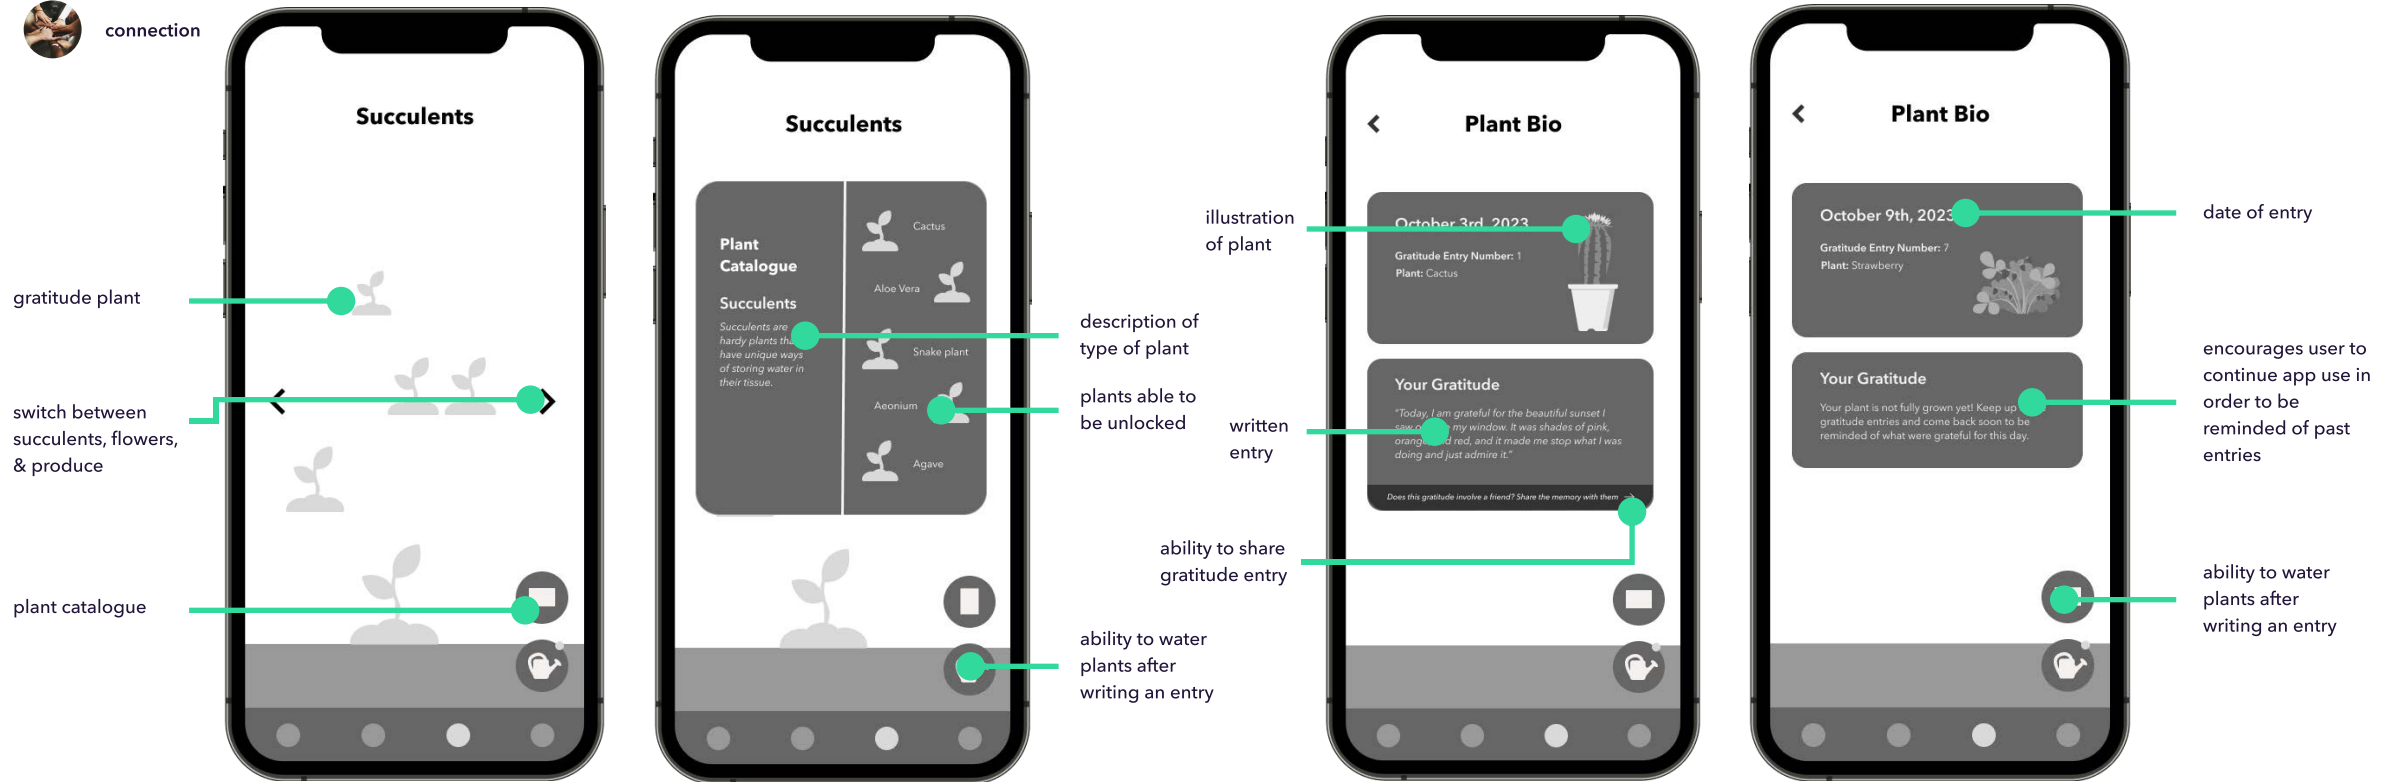 connection
Succulents
gratitude plant
switch between
succulents, flowers,
& produce
plant catalogue
Succulents
Plant
Catalogue
Succulents
Succulents are
hardy plants
have unique ways
of storing water in
their tissue.
Cactus
Aloe Vera
Snake plant
Aeonium
Agave
description of
type of plant
plants able to
be unlocked
ability to water
plants after
writing an entry
Plant Bio
October 3rd, 2023
Gratitude Entry Number: 1
Plant: Cactus
Your Gratitude
"Today, I am grateful for the beautiful sunset I
saw my window. It was shades of pink,
red, and it made me stop what I was
doing and just admire it."
Does this gratitude involve a friend? Share the memory with them →
illustration
of plant
written
entry
ability to share
gratitude entry
Plant Bio
October 9th, 2023
Gratitude Entry Number: 7
Plant: Strawberry
Your Gratitude
Your plant is not fully grown yet! Keep up
gratitude entries and come back soon to be
reminded of what were grateful for this day.
date of entry
encourages user to
continue app use in
order to be
reminded of past
entries
ability to water
plants after
writing an entry